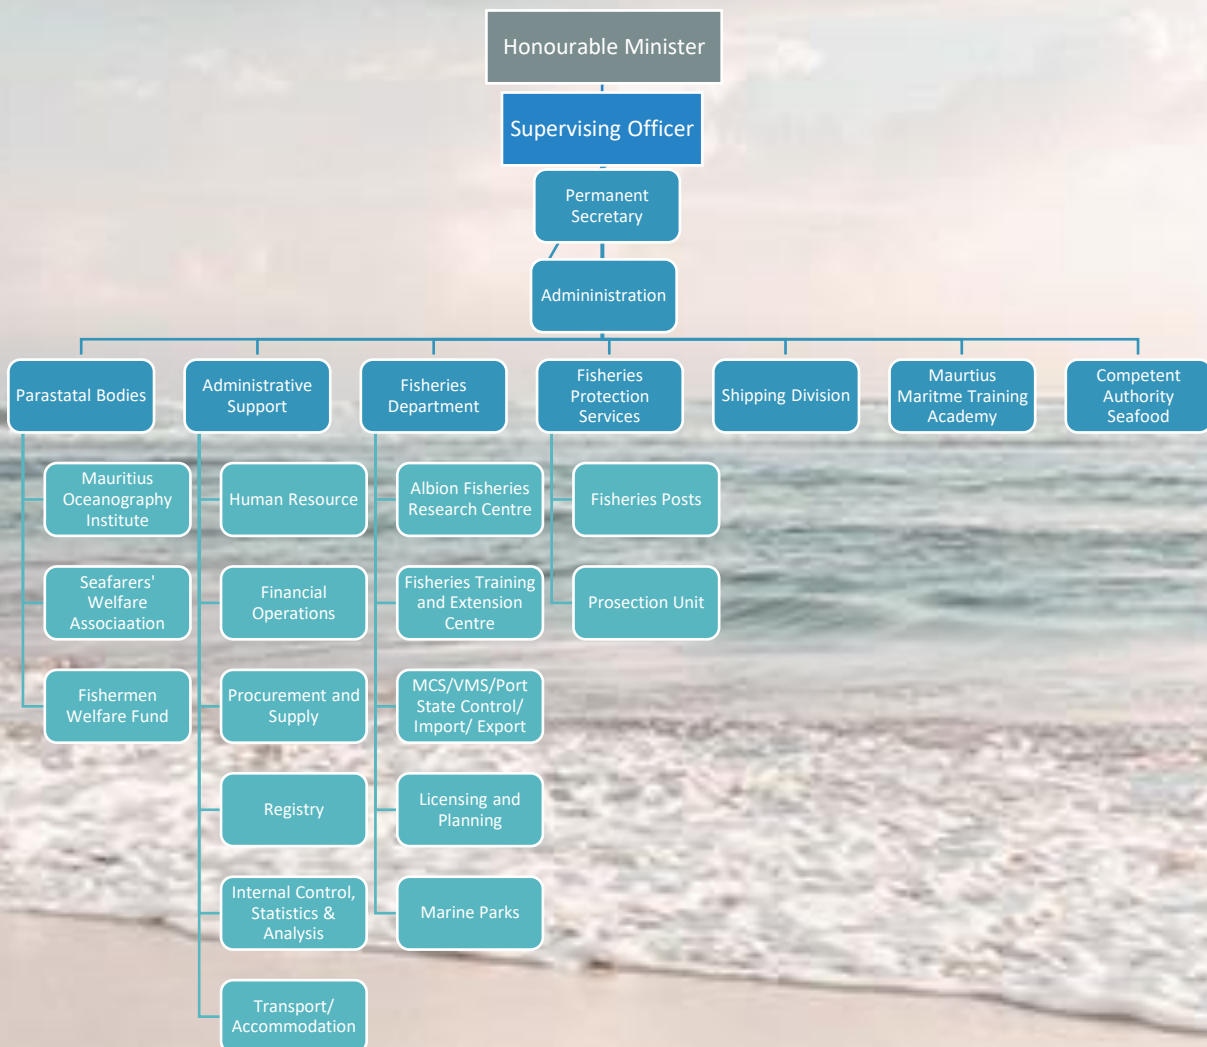 Honourable Minister
Supervising Officer
Permanent
Secretary
Admininistration
Parastatal Bodies
Administrative
Support
Fisheries
Department
Fisheries
Protection
Services
Shipping Division
Maurtius
Maritme Training
Academy
Competent
Authority
Seafood
Mauritius
Oceanography
Institute
Seafarers'
Welfare
Associaation
Fishermen
Welfare Fund
Human Resource
Financial
Operations
Procurement and
Supply
Registry
Internal Control,
Statistics &
Analysis
Transport/
Accommodation
Albion Fisheries
Research Centre
Fisheries Training
and Extension
Centre
MCS/VMS/Port
State Control/
Import/ Export
Licensing and
Planning
Marine Parks
Fisheries Posts
Prosection Unit